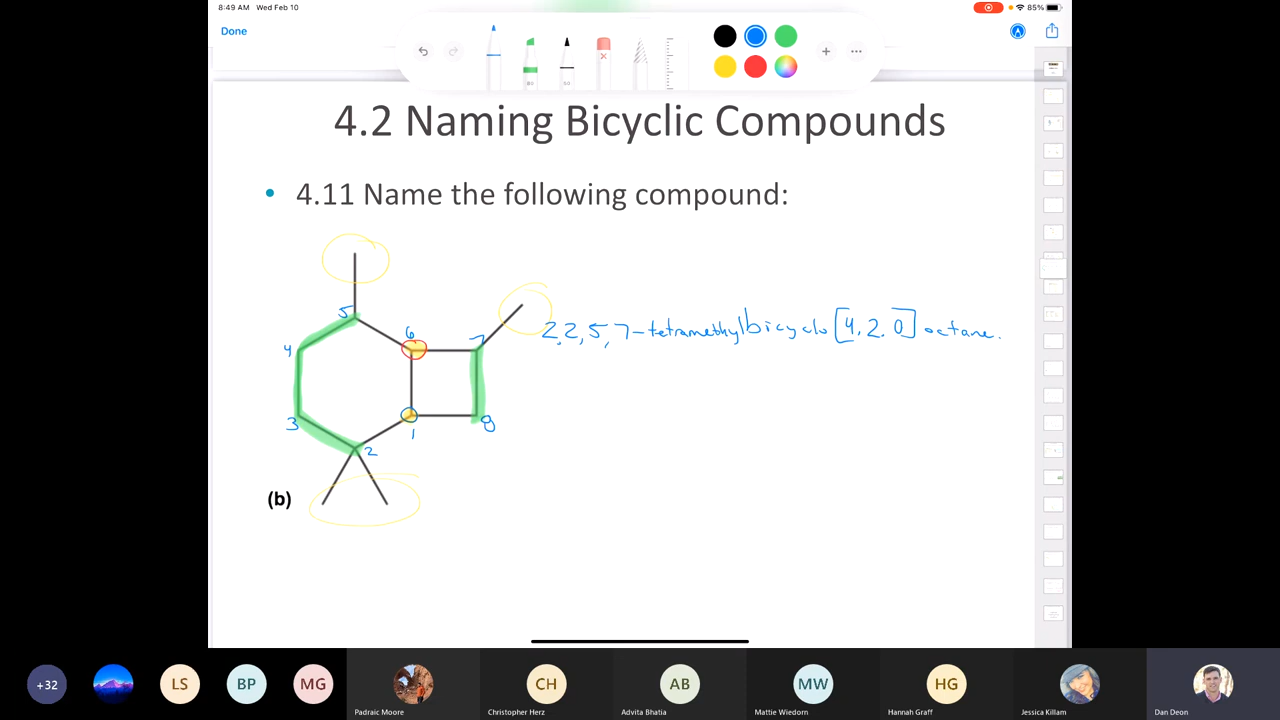 8:49 AM Wed Feb 10
85%
Done
4.2 Naming Bicyclic Compounds
• 4.11 Name the following compound:
5
6
7
4
3
2
1
8
2,2,5,7-tetramethylbicyclo[4.2.0]octane.
(b)
+32
LS
BP
MG
CH
AB
MW
HG
Padraic Moore
Christopher Herz
Advita Bhatia
Mattie Wiedorn
Hannah Graff
Jessica Killam
Dan Deon